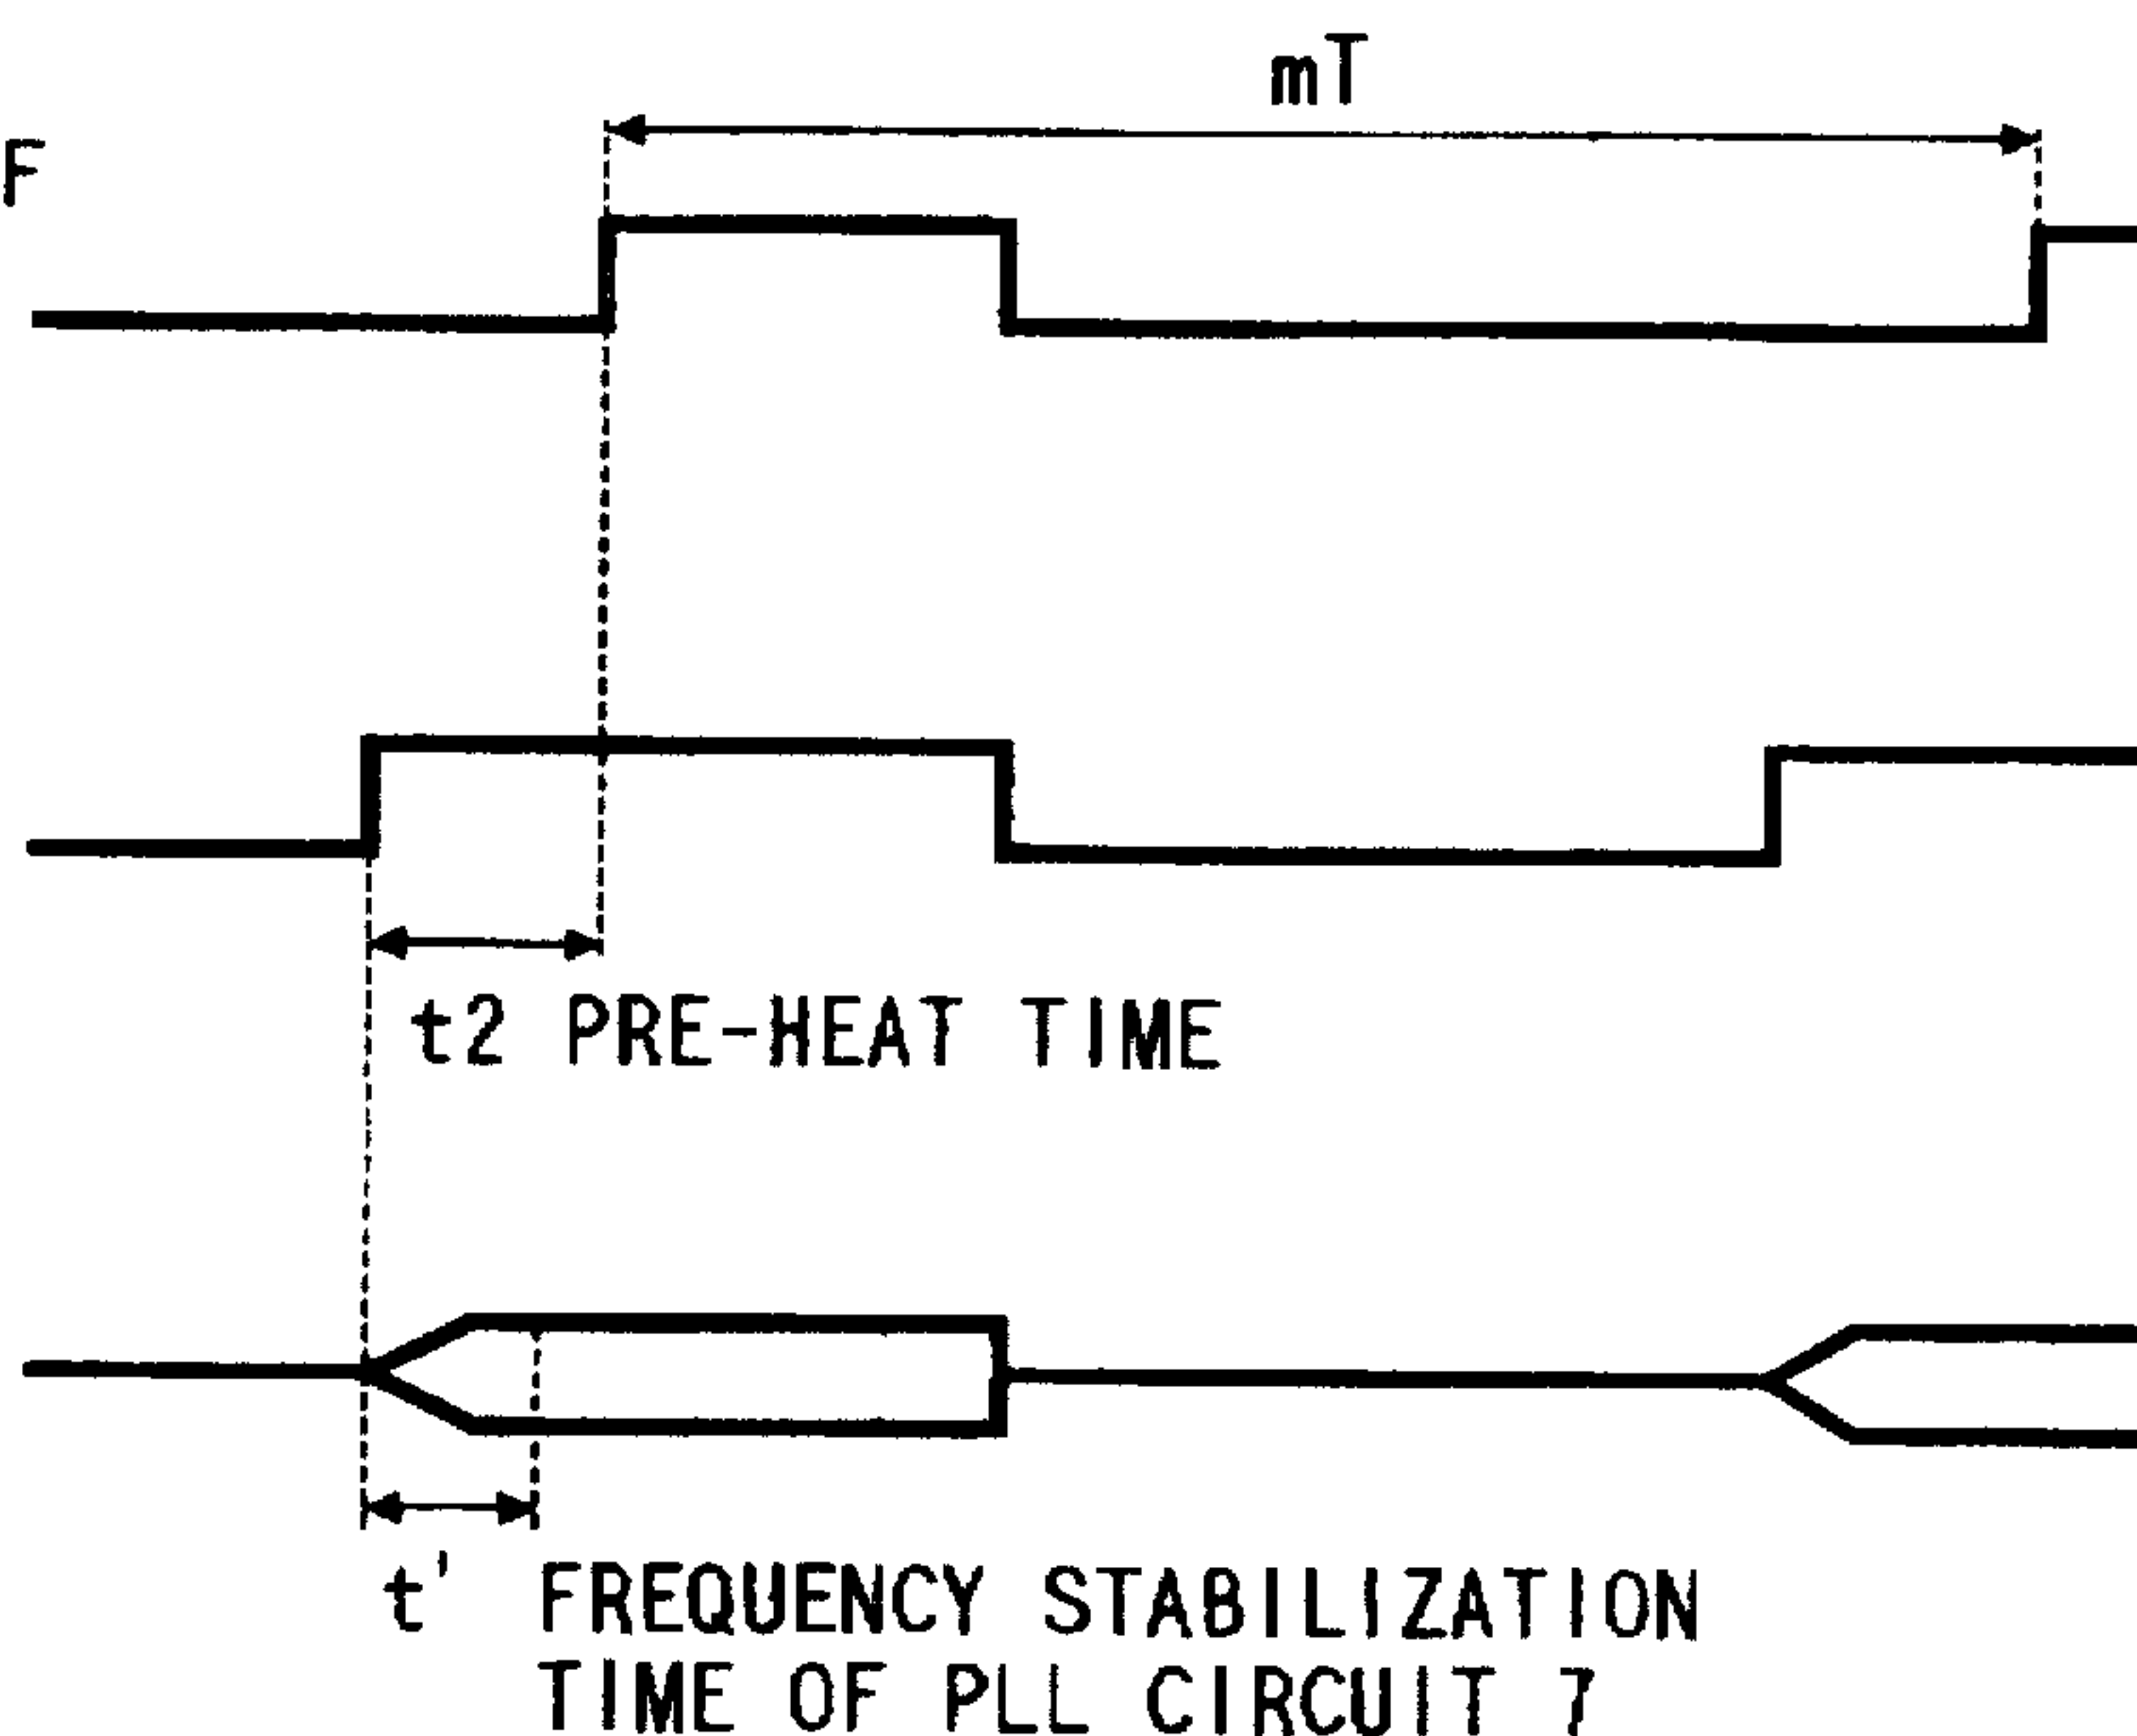 mT
F
t2 PRE-HEAT TIME
t' FREQUENCY STABILIZATION
TIME OF PLL CIRCUIT 7